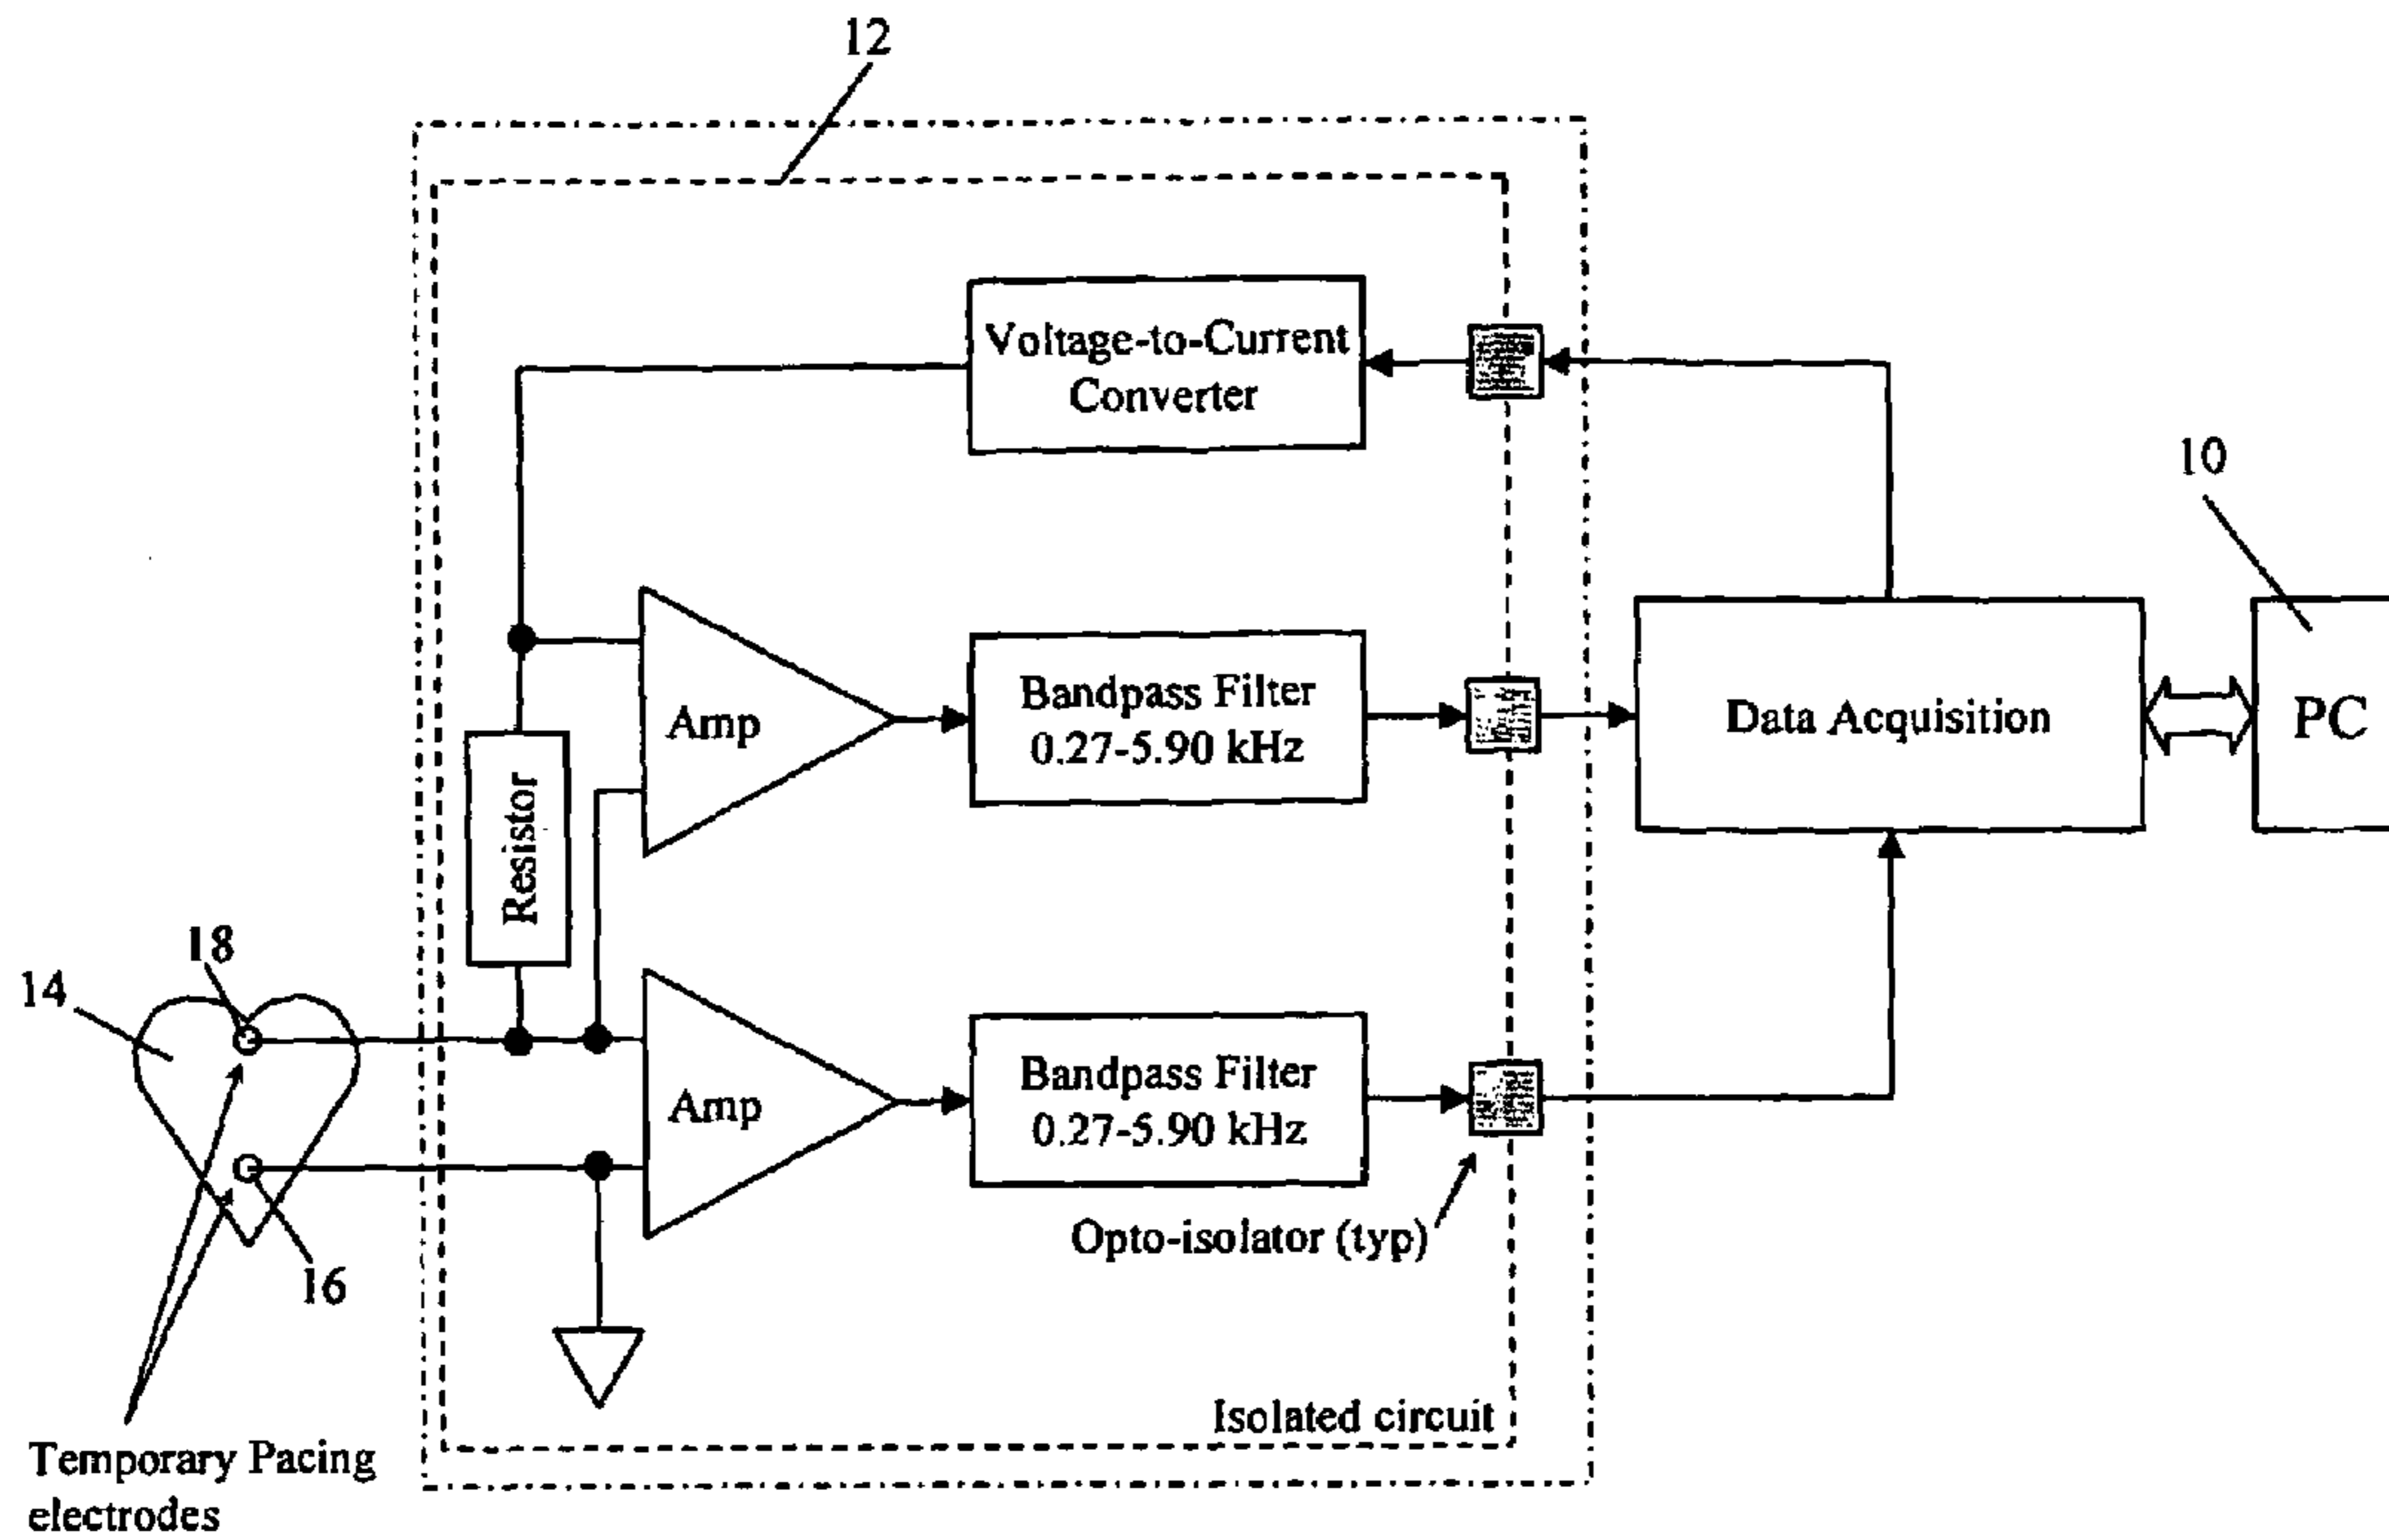 12
Voltage-to-Current
Converter
10
Amp
Bandpass Filter
0.27-5.90 kHz
Data Acquisition
PC
Resistor
18
14
Amp
Bandpass Filter
0.27-5.90 kHz
Opto-isolator (typ)
16
Isolated circuit
Temporary Pacing
electrodes